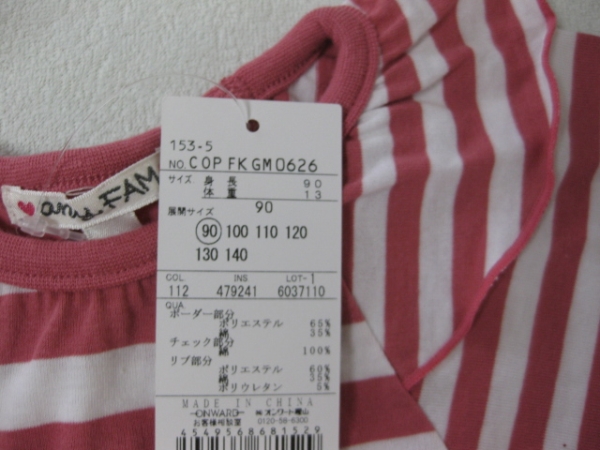 153-5
NO.COP FKGM0626
サイズ 身長 90
体重 13
展開サイズ 90
90 100 110 120
130 140
COL. INS. LOT-1
112 479241 6037110
QUA.
ボーダー部分
ポリエステル 65%
綿 35%
チェック部分
綿 100%
リブ部分
ポリエステル 60%
綿 35%
ポリウレタン 5%
MADE IN CHINA
ONWARD ㈱オンワード樫山
お客様相談室 0120-58-6300
4549568681529
any.FAM